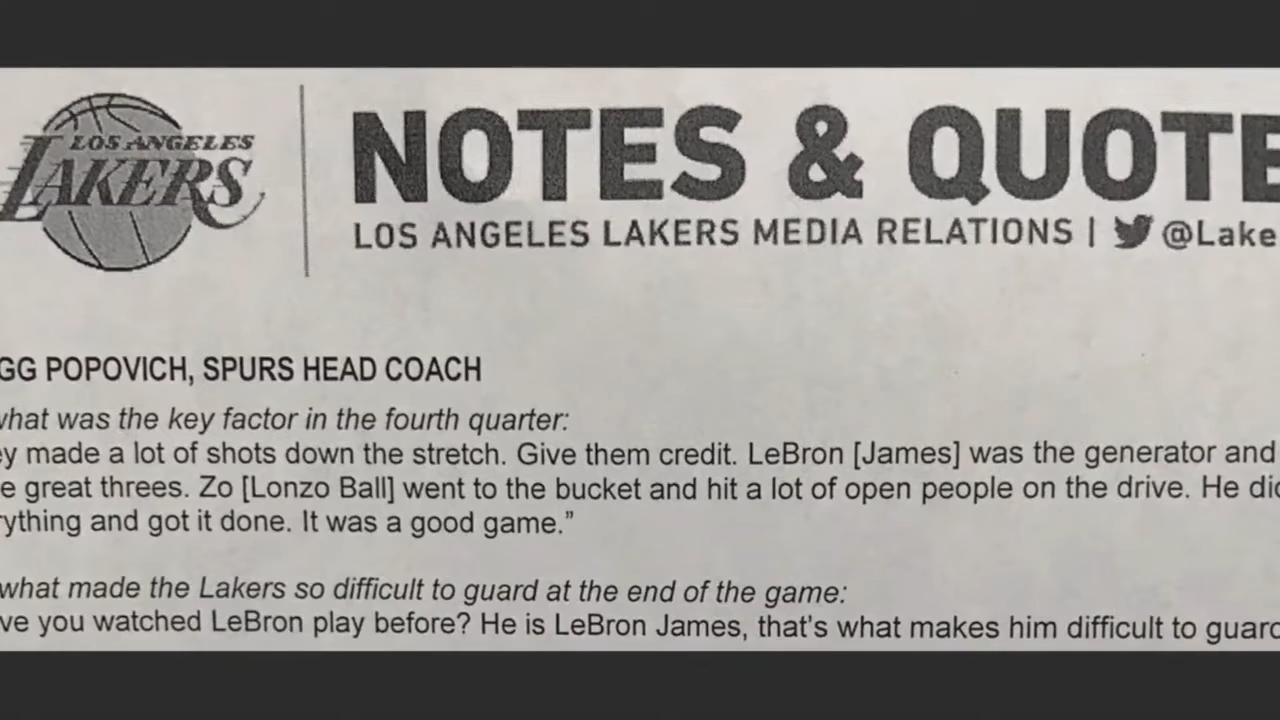 LOS ANGELES
LAKERS
NOTES & QUOTE
LOS ANGELES LAKERS MEDIA RELATIONS | @Lake
GG POPOVICH, SPURS HEAD COACH
what was the key factor in the fourth quarter:
ey made a lot of shots down the stretch. Give them credit. LeBron [James] was the generator and
e great threes. Zo [Lonzo Ball] went to the bucket and hit a lot of open people on the drive. He did
rything and got it done. It was a good game.”
what made the Lakers so difficult to guard at the end of the game:
ve you watched LeBron play before? He is LeBron James, that's what makes him difficult to guard